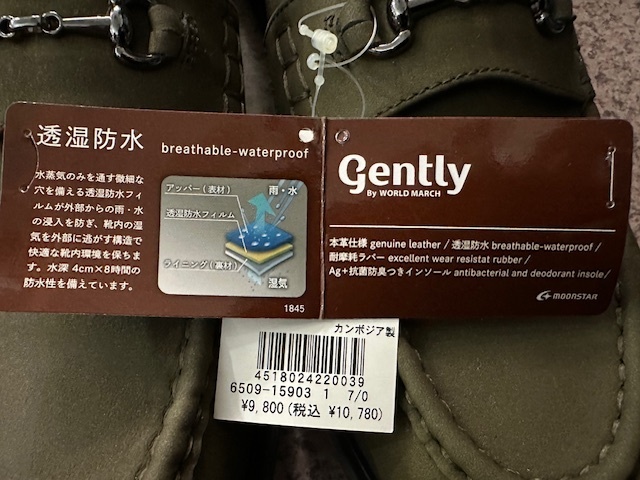 透湿防水 breathable-waterproof
水蒸気のみを通す微細な
穴を備える透湿防水フィ
ルムが外部からの雨・水
の浸入を防ぎ、靴内の湿
気を外部に逃がす構造で
快適な靴内環境を保ちま
す。水深 4cm×8時間の
防水性を備えています。
アッパー(表材)
雨・水
透湿防水フィルム
ライニング(裏材)
湿気
1845
Gently
By WORLD MARCH
本革仕様 genuine leather / 透湿防水 breathable-waterproof /
耐摩耗ラバー excellent wear resistat rubber /
Ag+抗菌防臭つきインソール antibacterial and deodorant insole/
MOONSTAR
カンボジア製
4518024220039
6509-15903 1 7/0
¥9,800(税込 ¥10,780)